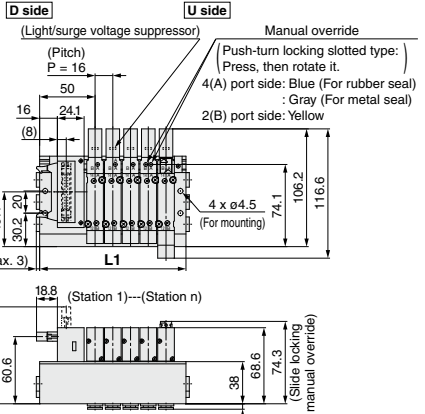 D side
U side
(Light/surge voltage suppressor)
Manual override
(Pitch)
P = 16
(Push-turn locking slotted type:
Press, then rotate it.)
4(A) port side: Blue (For rubber seal)
: Gray (For metal seal)
2(B) port side: Yellow
50
16
24.1
(8)
20
30.2
4 x ø4.5
(For mounting)
74.1
106.2
116.6
L1
18.8
(Station 1)---(Station n)
60.6
38
68.6
74.3
(Slide locking
manual override)